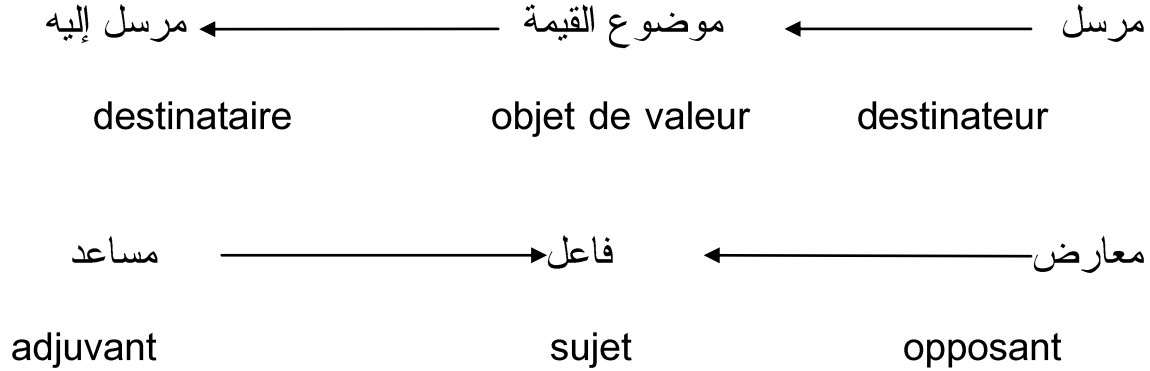 مرسل موضوع القيمة مرسل إليه
destinataire objet de valeur destinateur
معارض فاعل مساعد
adjuvant sujet opposant